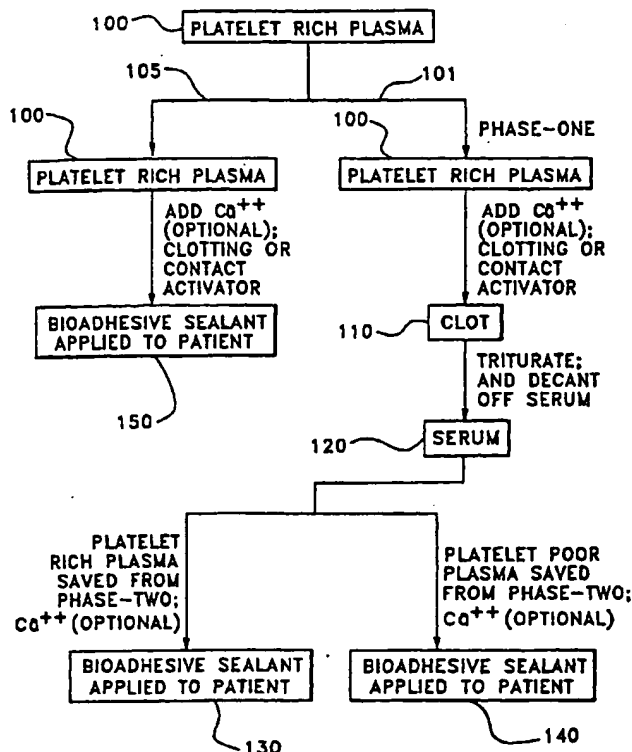 100
PLATELET RICH PLASMA
105
101
100
PLATELET RICH PLASMA
ADD Ca++
(OPTIONAL);
CLOTTING OR
CONTACT
ACTIVATOR
BIOADHESIVE SEALANT
APPLIED TO PATIENT
150
PHASE-ONE
100
PLATELET RICH PLASMA
ADD Ca++
(OPTIONAL);
CLOTTING OR
CONTACT
ACTIVATOR
110
CLOT
TRITURATE;
AND DECANT
OFF SERUM
120
SERUM
PLATELET
RICH PLASMA
SAVED FROM
PHASE-TWO;
Ca++ (OPTIONAL)
BIOADHESIVE SEALANT
APPLIED TO PATIENT
130
PLATELET POOR
PLASMA SAVED
FROM PHASE-TWO;
Ca++ (OPTIONAL)
BIOADHESIVE SEALANT
APPLIED TO PATIENT
140